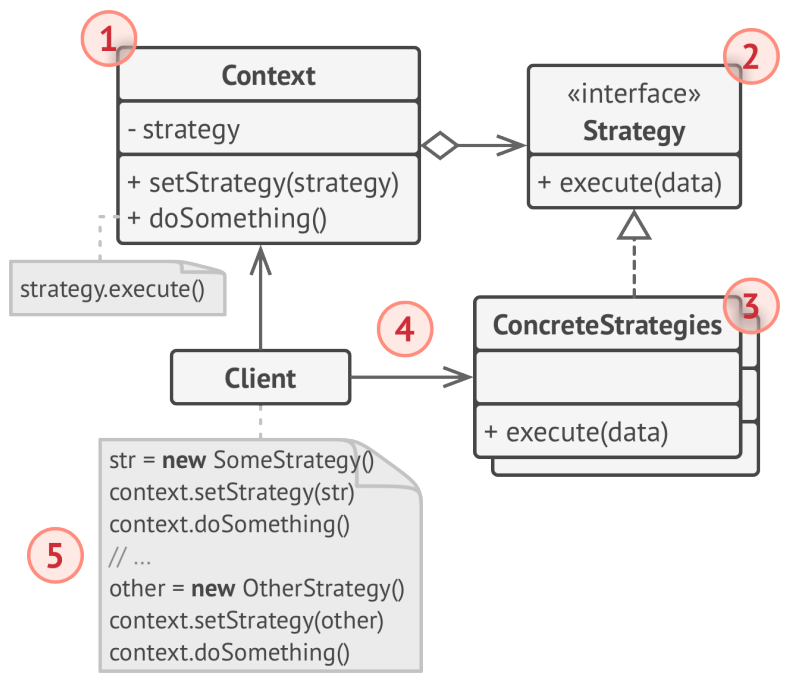 1
Context
- strategy
+ setStrategy(strategy)
+ doSomething()
strategy.execute()
2
«interface»
Strategy
+ execute(data)
3
ConcreteStrategies
+ execute(data)
4
Client
5
str = new SomeStrategy()
context.setStrategy(str)
context.doSomething()
// ...
other = new OtherStrategy()
context.setStrategy(other)
context.doSomething()